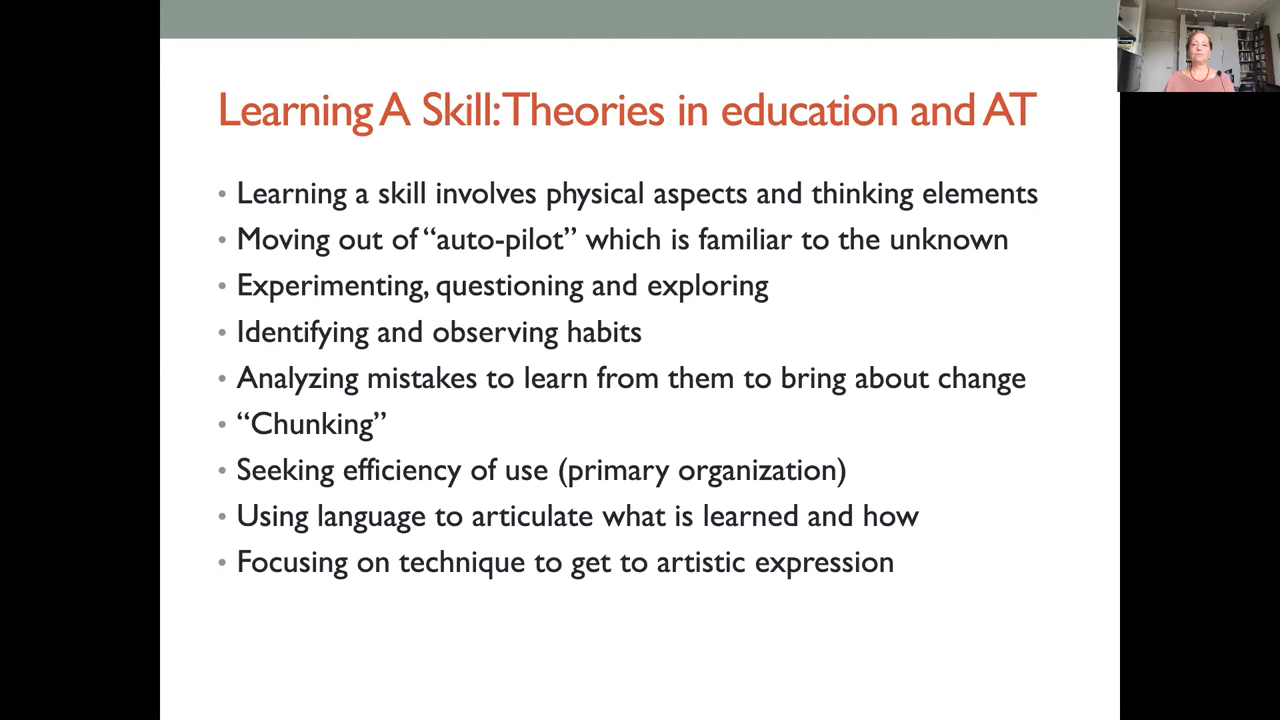 Learning A Skill: Theories in education and AT
• Learning a skill involves physical aspects and thinking elements
• Moving out of “auto-pilot” which is familiar to the unknown
• Experimenting, questioning and exploring
• Identifying and observing habits
• Analyzing mistakes to learn from them to bring about change
• “Chunking”
• Seeking efficiency of use (primary organization)
• Using language to articulate what is learned and how
• Focusing on technique to get to artistic expression